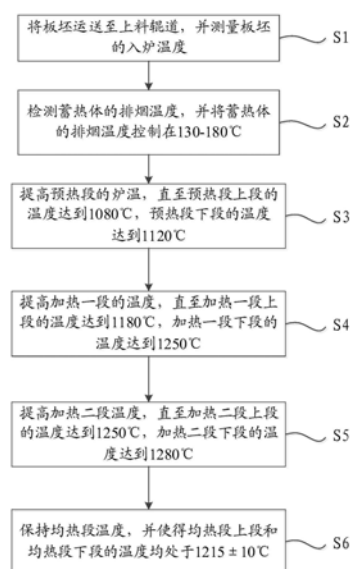 将板坯运送至上料辊道，并测量板坯
的入炉温度
S1
检测蓄热体的排烟温度，并将蓄热体
的排烟温度控制在130-180℃
S2
提高预热段的炉温，直至预热段上段的
温度达到1080℃，预热段下段的温度
达到1120℃
S3
提高加热一段的温度，直至加热一段上
段的温度达到1180℃，加热一段下段的
温度达到1250℃
S4
提高加热二段温度，直至加热二段上段
的温度达到1250℃，加热二段下段的温
度达到1280℃
S5
保持均热段温度，并使得均热段上段和
均热段下段的温度均处于1215±10℃
S6